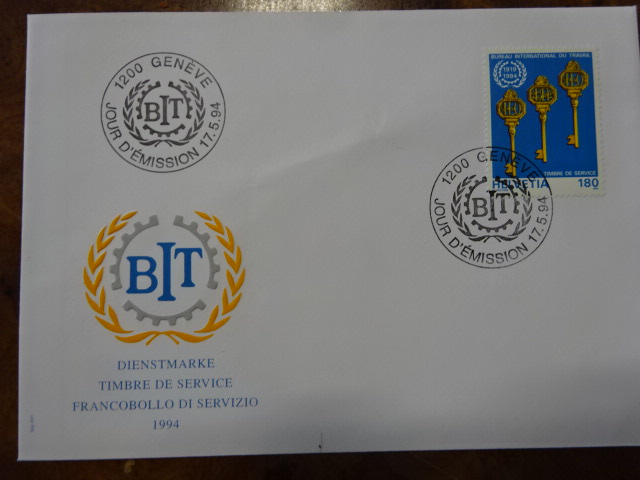 1200 GENÈVE
BIT
JOUR D'ÉMISSION 17.5.94
BUREAU INTERNATIONAL DU TRAVAIL
1919
1994
TIMBRE DE SERVICE
HELVETIA 180
1200 GENÈVE
BIT
JOUR D'ÉMISSION 17.5.94
BIT
DIENSTMARKE
TIMBRE DE SERVICE
FRANCOBOLLO DI SERVIZIO
1994